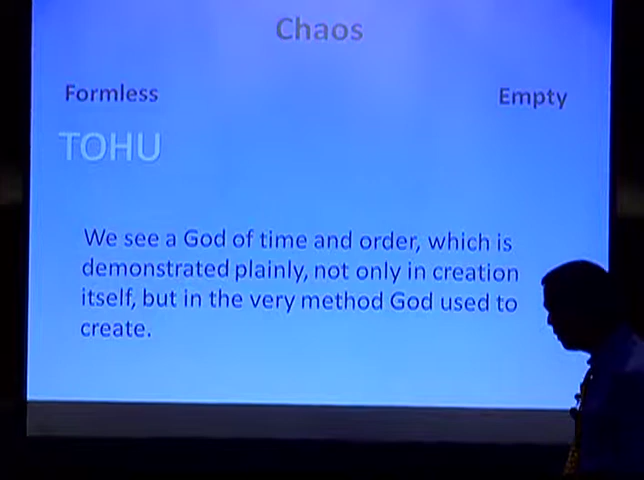 Chaos
Formless
Empty
TOHU
We see a God of time and order, which is
demonstrated plainly, not only in creation
itself, but in the very method God used to
create.